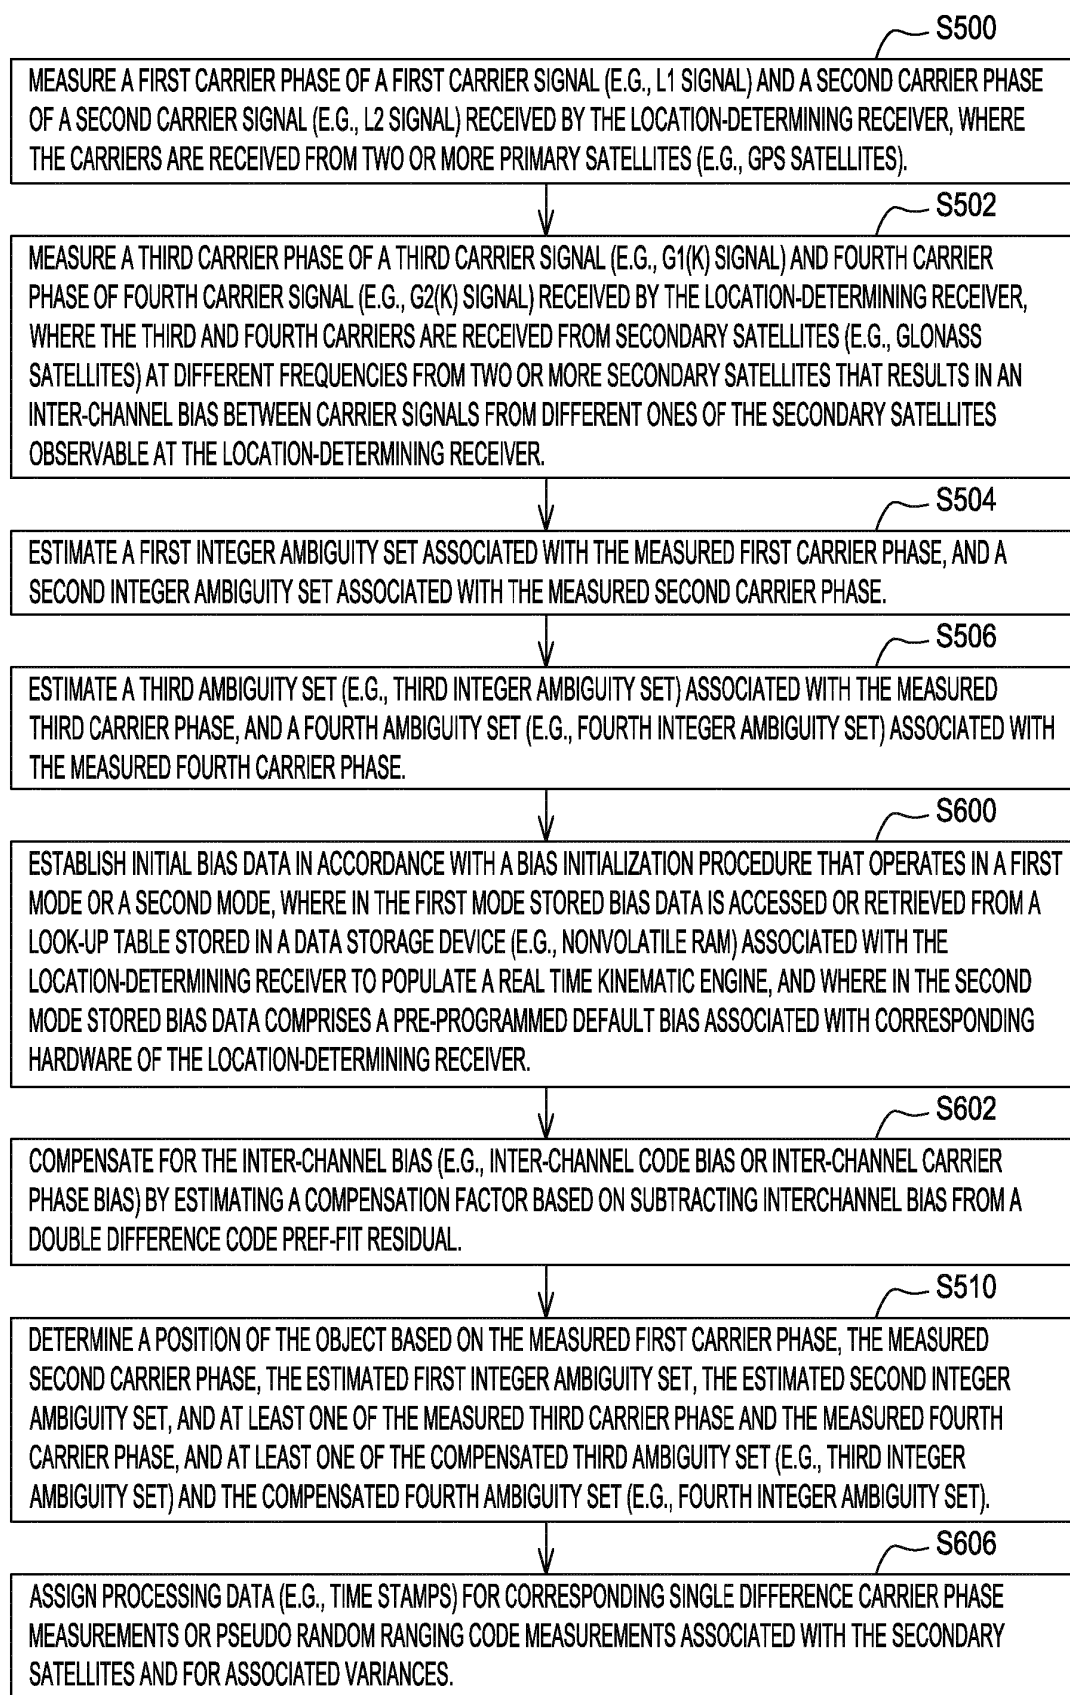 S500
MEASURE A FIRST CARRIER PHASE OF A FIRST CARRIER SIGNAL (E.G., L1 SIGNAL) AND A SECOND CARRIER PHASE
OF A SECOND CARRIER SIGNAL (E.G., L2 SIGNAL) RECEIVED BY THE LOCATION-DETERMINING RECEIVER, WHERE
THE CARRIERS ARE RECEIVED FROM TWO OR MORE PRIMARY SATELLITES (E.G., GPS SATELLITES).
S502
MEASURE A THIRD CARRIER PHASE OF A THIRD CARRIER SIGNAL (E.G., G1(K) SIGNAL) AND FOURTH CARRIER
PHASE OF FOURTH CARRIER SIGNAL (E.G., G2(K) SIGNAL) RECEIVED BY THE LOCATION-DETERMINING RECEIVER,
WHERE THE THIRD AND FOURTH CARRIERS ARE RECEIVED FROM SECONDARY SATELLITES (E.G., GLONASS
SATELLITES) AT DIFFERENT FREQUENCIES FROM TWO OR MORE SECONDARY SATELLITES THAT RESULTS IN AN
INTER-CHANNEL BIAS BETWEEN CARRIER SIGNALS FROM DIFFERENT ONES OF THE SECONDARY SATELLITES
OBSERVABLE AT THE LOCATION-DETERMINING RECEIVER.
S504
ESTIMATE A FIRST INTEGER AMBIGUITY SET ASSOCIATED WITH THE MEASURED FIRST CARRIER PHASE, AND A
SECOND INTEGER AMBIGUITY SET ASSOCIATED WITH THE MEASURED SECOND CARRIER PHASE.
S506
ESTIMATE A THIRD AMBIGUITY SET (E.G., THIRD INTEGER AMBIGUITY SET) ASSOCIATED WITH THE MEASURED
THIRD CARRIER PHASE, AND A FOURTH AMBIGUITY SET (E.G., FOURTH INTEGER AMBIGUITY SET) ASSOCIATED WITH
THE MEASURED FOURTH CARRIER PHASE.
S600
ESTABLISH INITIAL BIAS DATA IN ACCORDANCE WITH A BIAS INITIALIZATION PROCEDURE THAT OPERATES IN A FIRST
MODE OR A SECOND MODE, WHERE IN THE FIRST MODE STORED BIAS DATA IS ACCESSED OR RETRIEVED FROM A
LOOK-UP TABLE STORED IN A DATA STORAGE DEVICE (E.G., NONVOLATILE RAM) ASSOCIATED WITH THE
LOCATION-DETERMINING RECEIVER TO POPULATE A REAL TIME KINEMATIC ENGINE, AND WHERE IN THE SECOND
MODE STORED BIAS DATA COMPRISES A PRE-PROGRAMMED DEFAULT BIAS ASSOCIATED WITH CORRESPONDING
HARDWARE OF THE LOCATION-DETERMINING RECEIVER.
S602
COMPENSATE FOR THE INTER-CHANNEL BIAS (E.G., INTER-CHANNEL CODE BIAS OR INTER-CHANNEL CARRIER
PHASE BIAS) BY ESTIMATING A COMPENSATION FACTOR BASED ON SUBTRACTING INTERCHANNEL BIAS FROM A
DOUBLE DIFFERENCE CODE PREF-FIT RESIDUAL.
S510
DETERMINE A POSITION OF THE OBJECT BASED ON THE MEASURED FIRST CARRIER PHASE, THE MEASURED
SECOND CARRIER PHASE, THE ESTIMATED FIRST INTEGER AMBIGUITY SET, THE ESTIMATED SECOND INTEGER
AMBIGUITY SET, AND AT LEAST ONE OF THE MEASURED THIRD CARRIER PHASE AND THE MEASURED FOURTH
CARRIER PHASE, AND AT LEAST ONE OF THE COMPENSATED THIRD AMBIGUITY SET (E.G., THIRD INTEGER
AMBIGUITY SET) AND THE COMPENSATED FOURTH AMBIGUITY SET (E.G., FOURTH INTEGER AMBIGUITY SET).
S606
ASSIGN PROCESSING DATA (E.G., TIME STAMPS) FOR CORRESPONDING SINGLE DIFFERENCE CARRIER PHASE
MEASUREMENTS OR PSEUDO RANDOM RANGING CODE MEASUREMENTS ASSOCIATED WITH THE SECONDARY
SATELLITES AND FOR ASSOCIATED VARIANCES.